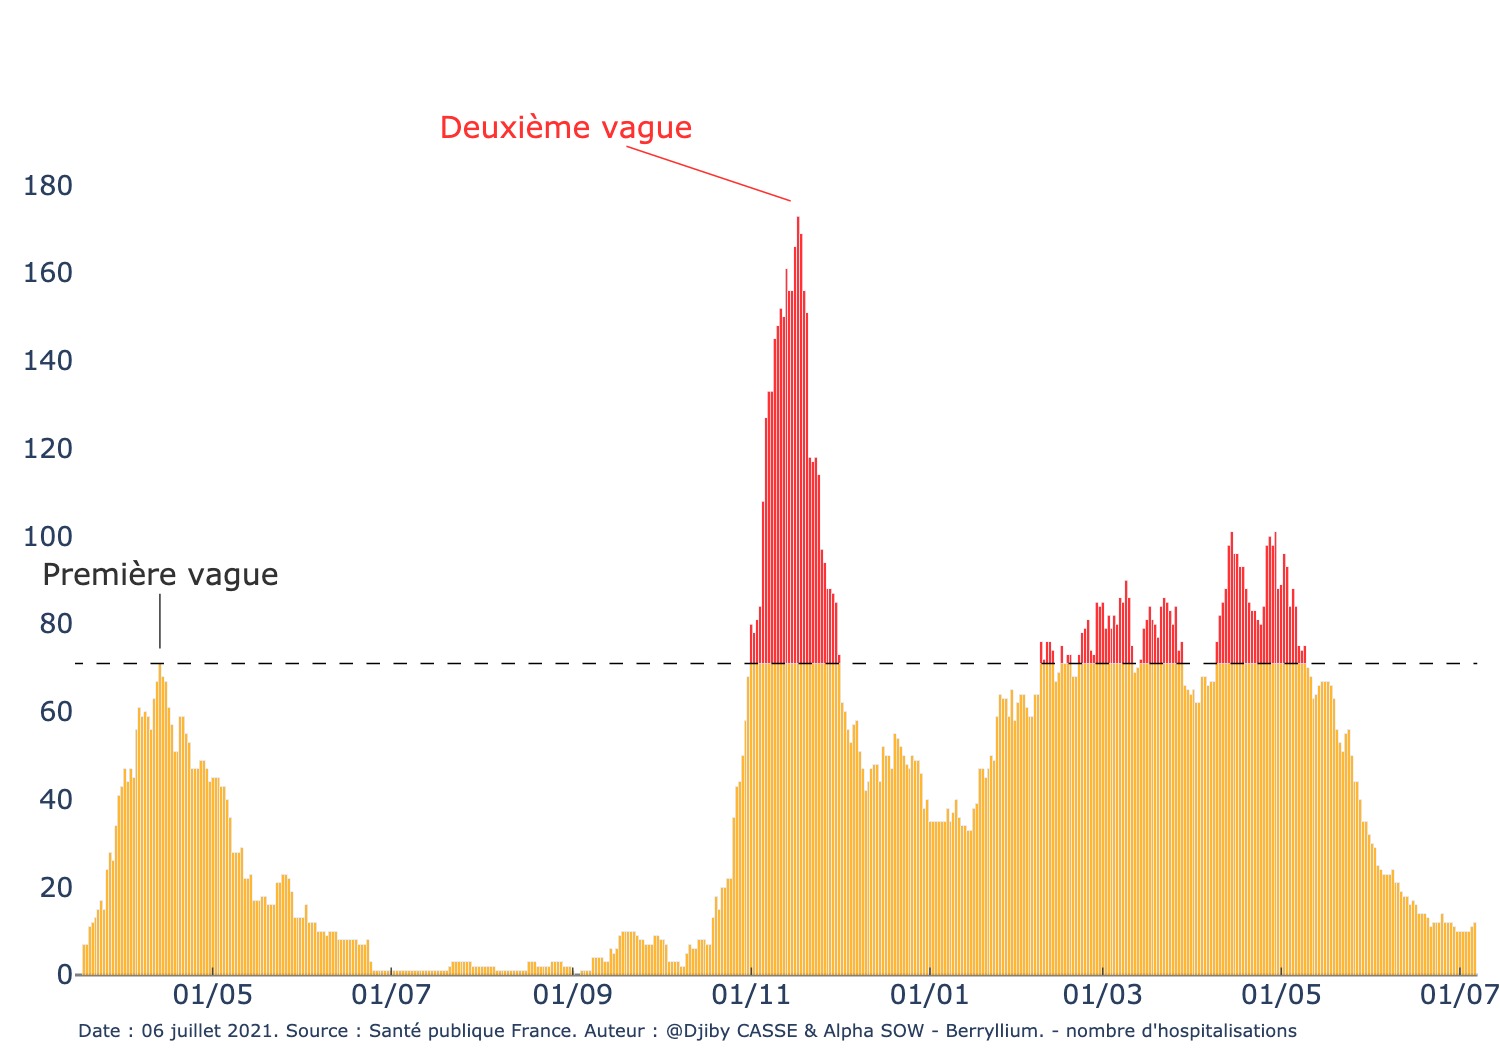 Deuxième vague
180
160
140
120
100
Première vague
80
60
40
20
0
01/05 01/07 01/09 01/11 01/01 01/03 01/05 01/07
Date : 06 juillet 2021. Source : Santé publique France. Auteur : @Djiby CASSE & Alpha SOW - Berryllium. - nombre d'hospitalisations